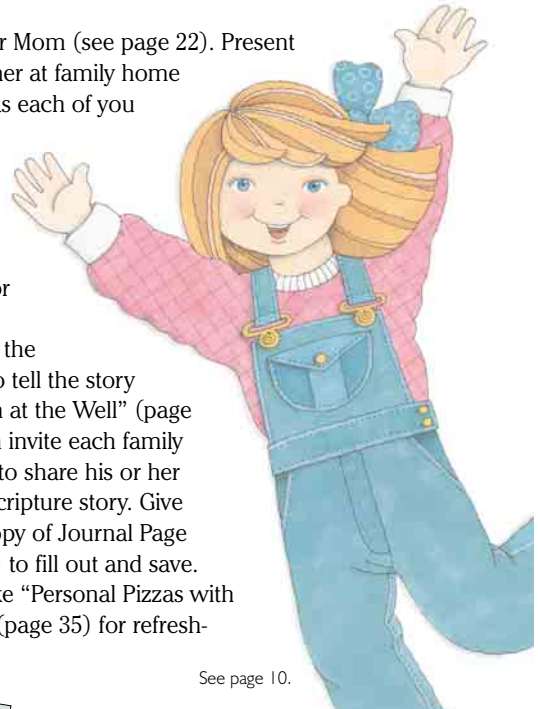 r Mom (see page 22). Present
ner at family home
as each of you
or
the
o tell the story
n at the Well” (page
n invite each family
to share his or her
cripture story. Give
opy of Journal Page
to fill out and save.
ke “Personal Pizzas with
(page 35) for refresh-
See page 10.